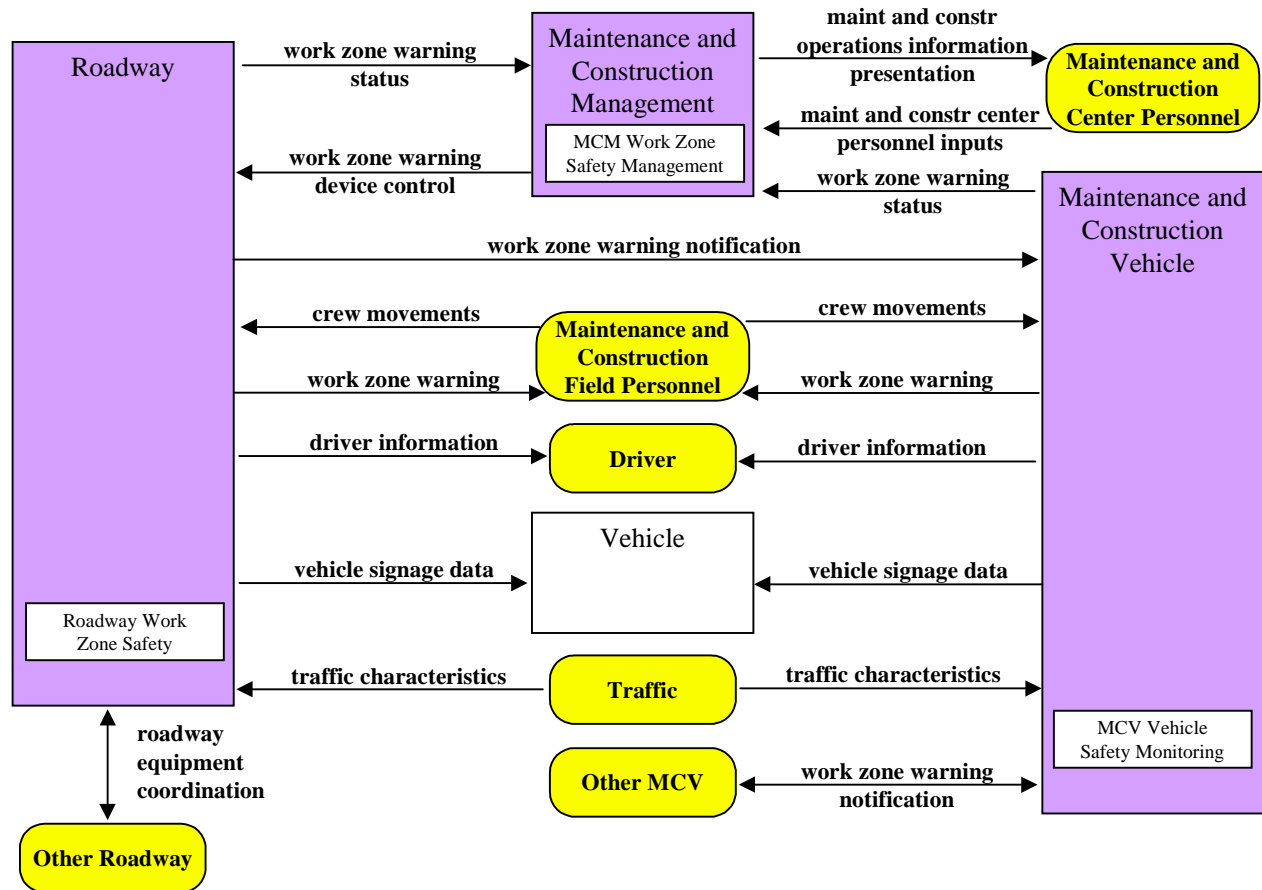 Roadway
work zone warning
status
Maintenance and
Construction
Management
maint and constr
operations information
presentation
Maintenance and
Construction
Center Personnel
maint and constr center
personnel inputs
MCM Work Zone
Safety Management
work zone warning
device control
work zone warning
status
Maintenance and
Construction
Vehicle
work zone warning notification
crew movements
Maintenance and
Construction
Field Personnel
crew movements
work zone warning
work zone warning
driver information
Driver
driver information
Vehicle
vehicle signage data
vehicle signage data
Roadway Work
Zone Safety
traffic characteristics
Traffic
traffic characteristics
roadway
equipment
coordination
MCV Vehicle
Safety Monitoring
Other MCV
work zone warning
notification
Other Roadway